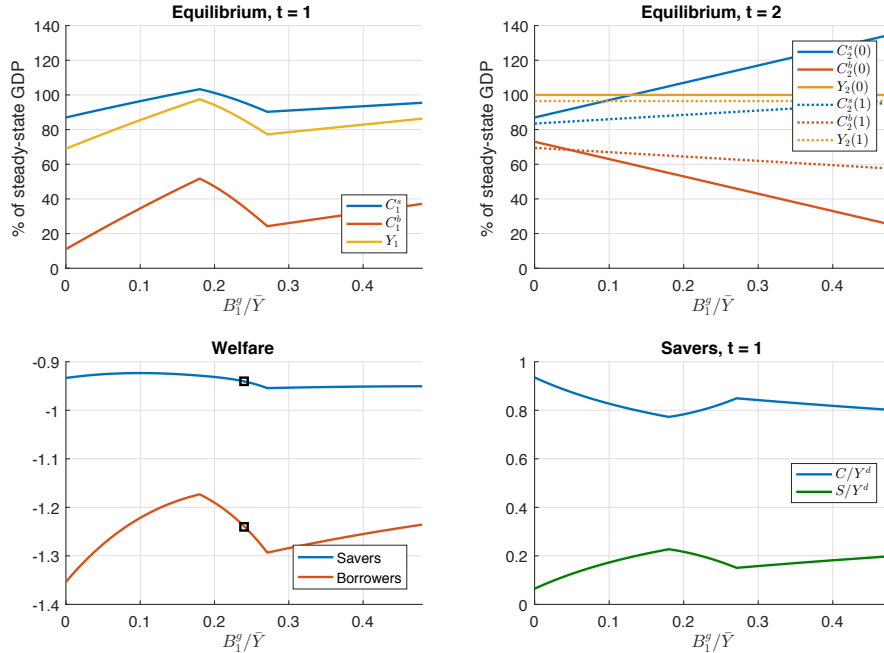 Equilibrium, t = 1
% of steady-state GDP
140
120
100
80
60
40
20
0
0
0.1
0.2
0.3
0.4
$B_1^g/\bar{Y}$
$C_1^s$
$C_1^b$
$Y_1$
Equilibrium, t = 2
% of steady-state GDP
140
120
100
80
60
40
20
0
0
0.1
0.2
0.3
0.4
$B_1^g/\bar{Y}$
$C_2^s(0)$
$C_2^b(0)$
$Y_2(0)$
$C_2^s(1)$
$C_2^b(1)$
$Y_2(1)$
Welfare
-0.9
-1
-1.1
-1.2
-1.3
-1.4
0
0.1
0.2
0.3
0.4
$B_1^g/\bar{Y}$
Savers
Borrowers
Savers, t = 1
1
0.8
0.6
0.4
0.2
0
0
0.1
0.2
0.3
0.4
$B_1^g/\bar{Y}$
$C/Y^d$
$S/Y^d$